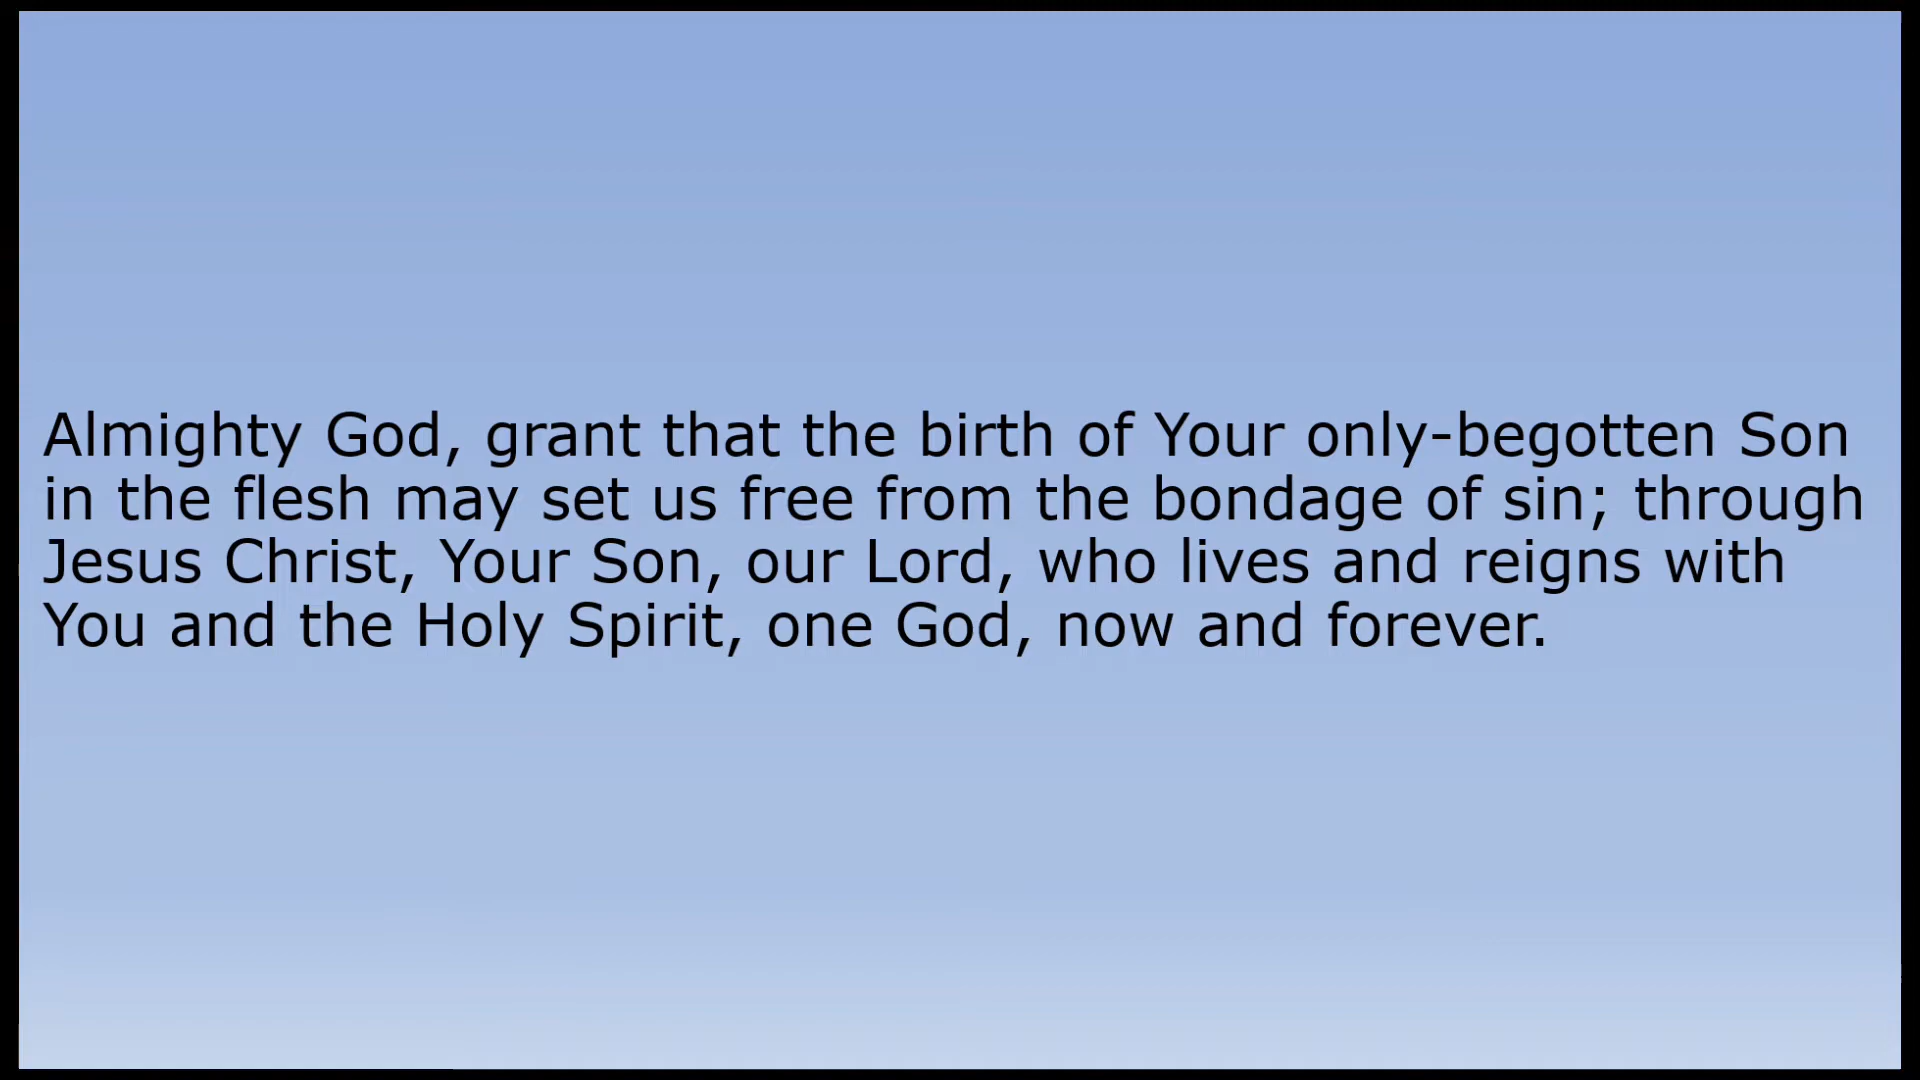 Almighty God, grant that the birth of Your only-begotten Son
in the flesh may set us free from the bondage of sin; through
Jesus Christ, Your Son, our Lord, who lives and reigns with
You and the Holy Spirit, one God, now and forever.